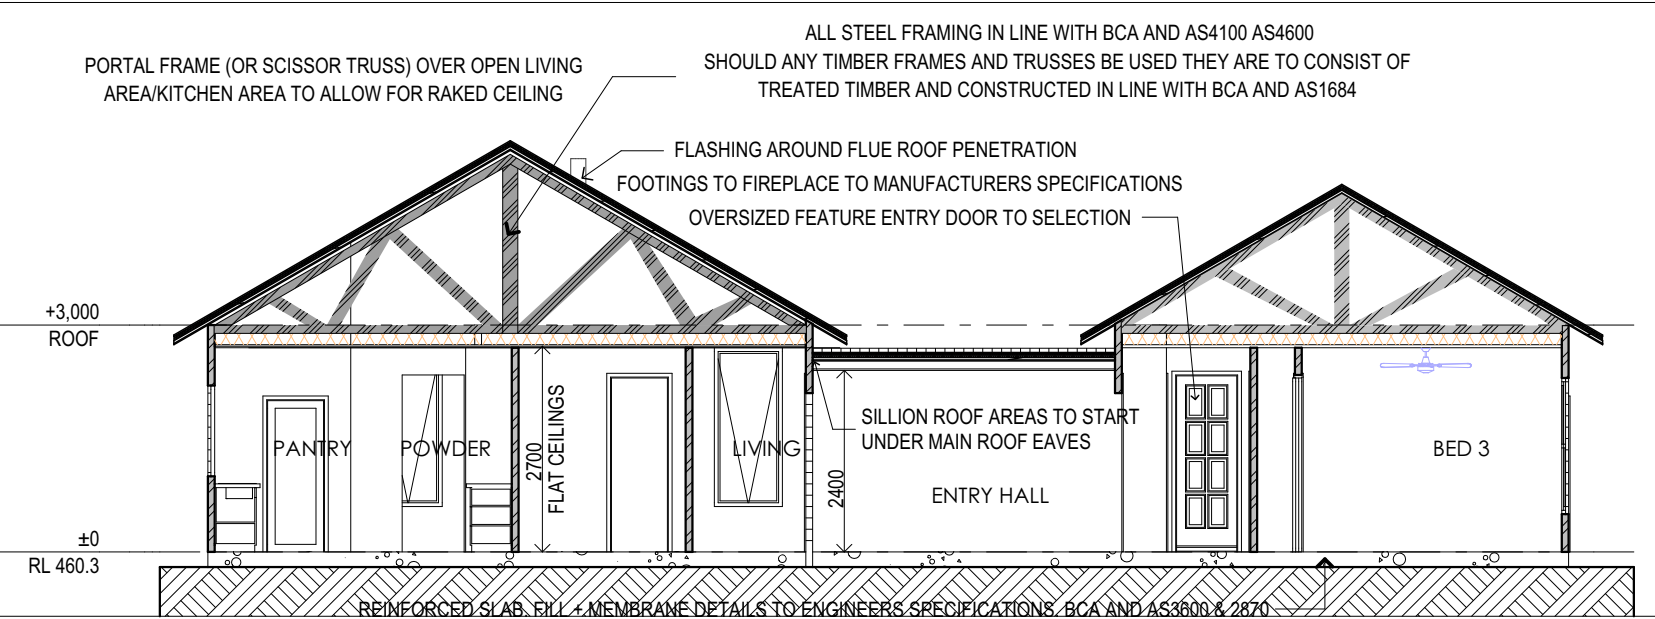 ALL STEEL FRAMING IN LINE WITH BCA AND AS4100 AS4600
SHOULD ANY TIMBER FRAMES AND TRUSSES BE USED THEY ARE TO CONSIST OF
TREATED TIMBER AND CONSTRUCTED IN LINE WITH BCA AND AS1684
PORTAL FRAME (OR SCISSOR TRUSS) OVER OPEN LIVING
AREA/KITCHEN AREA TO ALLOW FOR RAKED CEILING
FLASHING AROUND FLUE ROOF PENETRATION
FOOTINGS TO FIREPLACE TO MANUFACTURERS SPECIFICATIONS
OVERSIZED FEATURE ENTRY DOOR TO SELECTION
+3,000
ROOF
SILLION ROOF AREAS TO START
UNDER MAIN ROOF EAVES
PANTRY
POWDER
2700
FLAT CEILINGS
LIVING
2400
ENTRY HALL
BED 3
±0
RL 460.3
REINFORCED SLAB, FILL + MEMBRANE DETAILS TO ENGINEERS SPECIFICATIONS, BCA AND AS3600 & 2870